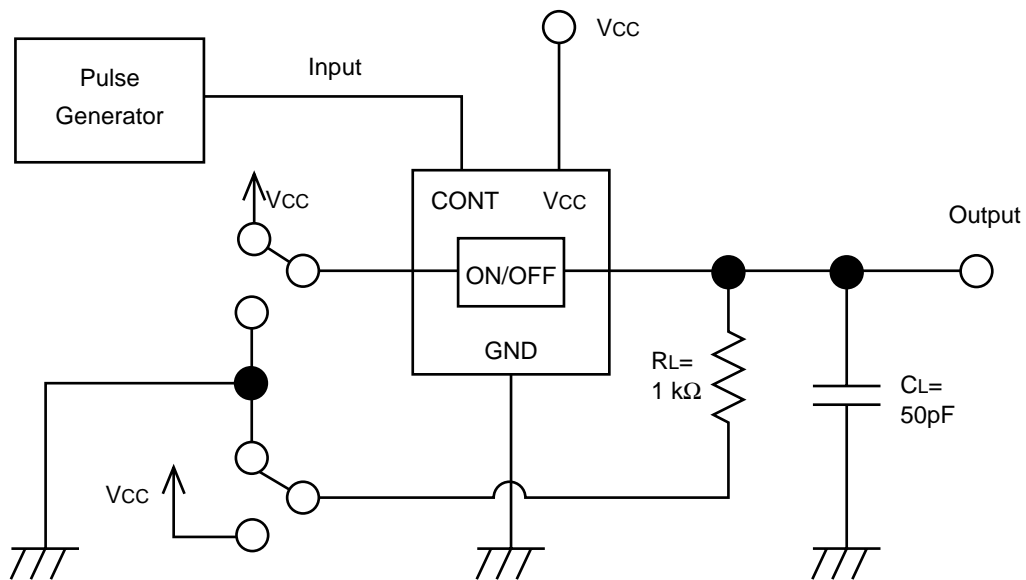 VCC
Pulse
Generator
Input
VCC
CONT
VCC
Output
ON/OFF
GND
RL=
1 kΩ
CL=
50pF
VCC